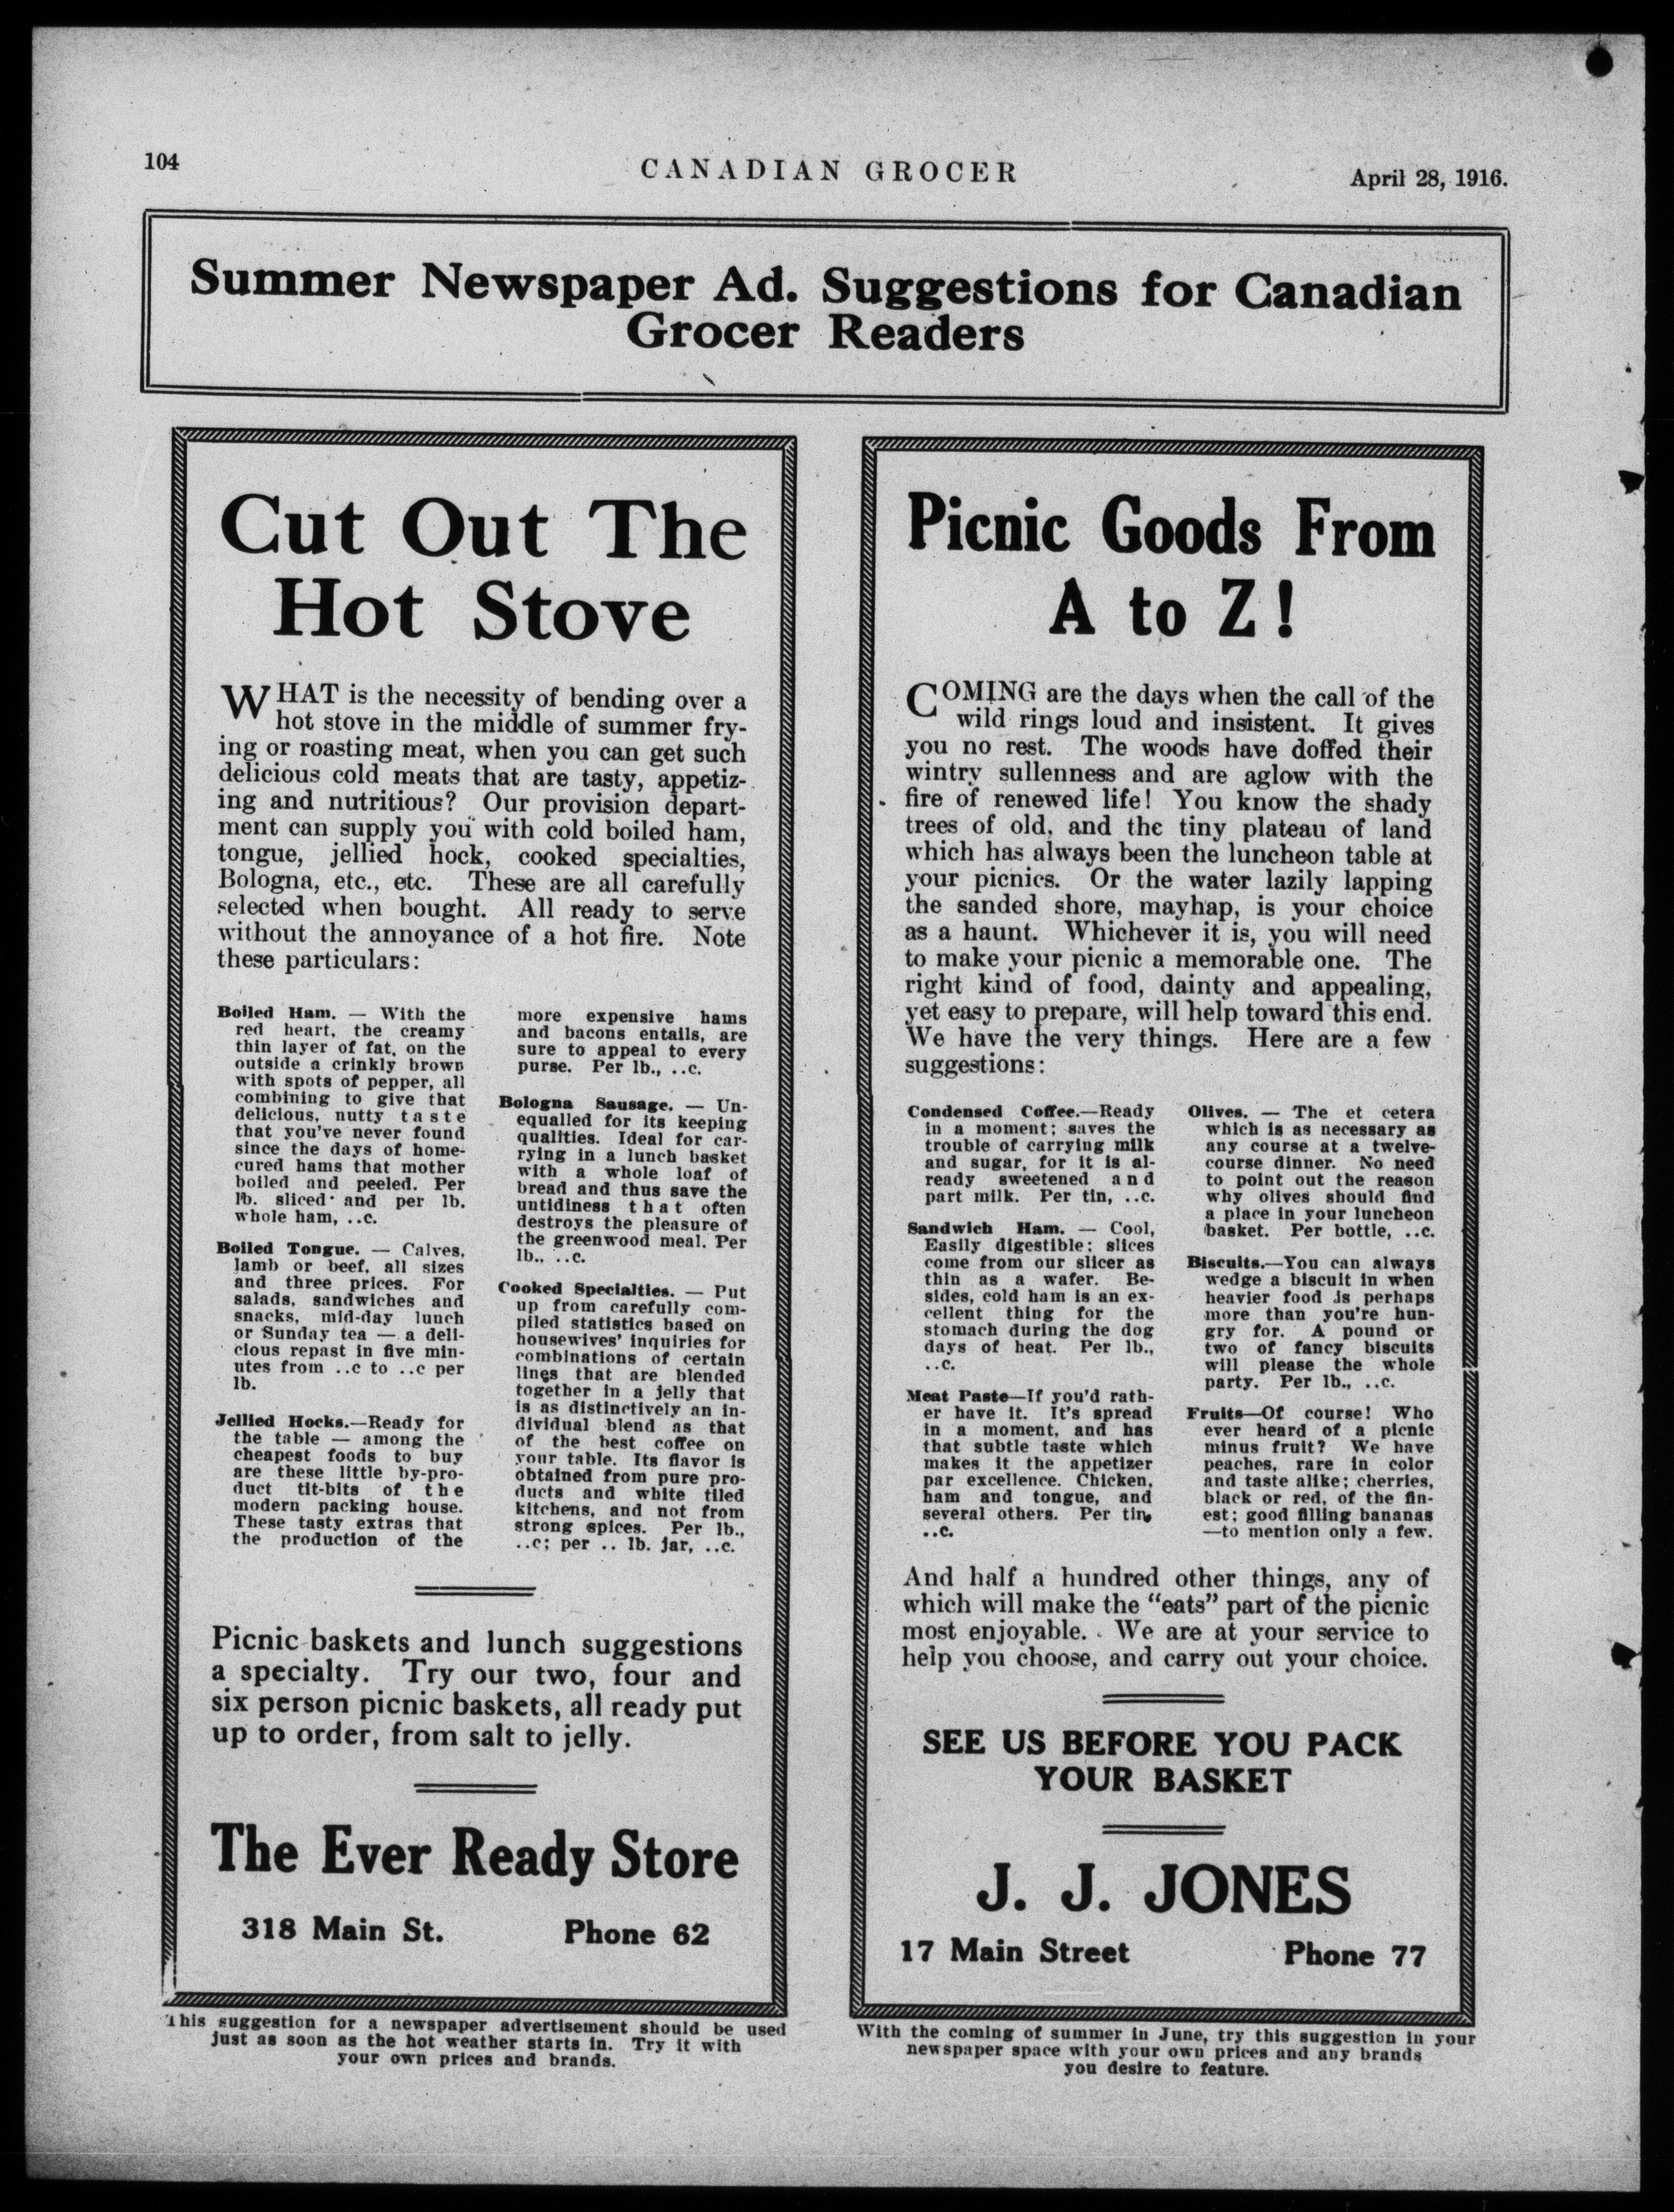 104
CANADIAN GROCER
April 28, 1916.
Summer Newspaper Ad. Suggestions for Canadian
Grocer Readers
Cut Out The
Hot Stove
WHAT is the necessity of bending over a
hot stove in the middle of summer fry-
ing or roasting meat, when you can get such
delicious cold meats that are tasty, appetiz-
ing and nutritious? Our provision depart-
ment can supply you with cold boiled ham,
tongue, jellied hock, cooked specialties,
Bologna, etc., etc. These are all carefully
selected when bought. All ready to serve
without the annoyance of a hot fire. Note
these particulars:
Boiled Ham. — With the
red heart, the creamy
thin layer of fat, on the
outside a crinkly brown
with spots of pepper, all
combining to give that
delicious, nutty taste
that you've never found
since the days of home-
cured hams that mother
boiled and peeled. Per
lb. sliced and per lb.
whole ham, ..c.
Boiled Tongue. — Calves,
lamb or beef, all sizes
and three prices. For
salads, sandwiches and
snacks, mid-day lunch
or Sunday tea — a deli-
cious repast in five min-
utes from ..c to ..c per
lb.
Jellied Hocks.—Ready for
the table — among the
cheapest foods to buy
are these little by-pro-
duct tit-bits of the
modern packing house.
These tasty extras that
the production of the
more expensive hams
and bacons entails, are
sure to appeal to every
purse. Per lb., ..c.
Bologna Sausage. — Un-
equalled for its keeping
qualities. Ideal for car-
rying in a lunch basket
with a whole loaf of
bread and thus save the
untidiness that often
destroys the pleasure of
the greenwood meal. Per
lb., ..c.
Cooked Specialties. — Put
up from carefully com-
piled statistics based on
housewives' inquiries for
combinations of certain
lines that are blended
together in a jelly that
is as distinctively an in-
dividual blend as that
of the best coffee on
your table. Its flavor is
obtained from pure pro-
ducts and white tiled
kitchens, and not from
strong spices. Per lb.,
..c; per .. lb. jar, ..c.
Picnic baskets and lunch suggestions
a specialty. Try our two, four and
six person picnic baskets, all ready put
up to order, from salt to jelly.
The Ever Ready Store
318 Main St. Phone 62
This suggestion for a newspaper advertisement should be used
just as soon as the hot weather starts in. Try it with
your own prices and brands.
Picnic Goods From
A to Z!
COMING are the days when the call of the
wild rings loud and insistent. It gives
you no rest. The woods have doffed their
wintry sullenness and are aglow with the
fire of renewed life! You know the shady
trees of old, and the tiny plateau of land
which has always been the luncheon table at
your picnics. Or the water lazily lapping
the sanded shore, mayhap, is your choice
as a haunt. Whichever it is, you will need
to make your picnic a memorable one. The
right kind of food, dainty and appealing,
yet easy to prepare, will help toward this end.
We have the very things. Here are a few
suggestions:
Condensed Coffee.—Ready
in a moment; saves the
trouble of carrying milk
and sugar, for it is al-
ready sweetened and
part milk. Per tin, ..c.
Sandwich Ham. — Cool,
Easily digestible; slices
come from our slicer as
thin as a wafer. Be-
sides, cold ham is an ex-
cellent thing for the
stomach during the dog
days of heat. Per lb.,
..c.
Meat Paste—If you'd rath-
er have it. It's spread
in a moment, and has
that subtle taste which
makes it the appetizer
par excellence. Chicken,
ham and tongue, and
several others. Per tin,
..c.
Olives. — The et cetera
which is as necessary as
any course at a twelve-
course dinner. No need
to point out the reason
why olives should find
a place in your luncheon
basket. Per bottle, ..c.
Biscuits.—You can always
wedge a biscuit in when
heavier food is perhaps
more than you're hun-
gry for. A pound or
two of fancy biscuits
will please the whole
party. Per lb., ..c.
Fruits—Of course! Who
ever heard of a picnic
minus fruit? We have
peaches, rare in color
and taste alike; cherries,
black or red, of the fin-
est; good filling bananas
—to mention only a few.
And half a hundred other things, any of
which will make the "eats" part of the picnic
most enjoyable. We are at your service to
help you choose, and carry out your choice.
SEE US BEFORE YOU PACK
YOUR BASKET
J. J. JONES
17 Main Street Phone 77
With the coming of summer in June, try this suggestion in your
newspaper space with your own prices and any brands
you desire to feature.